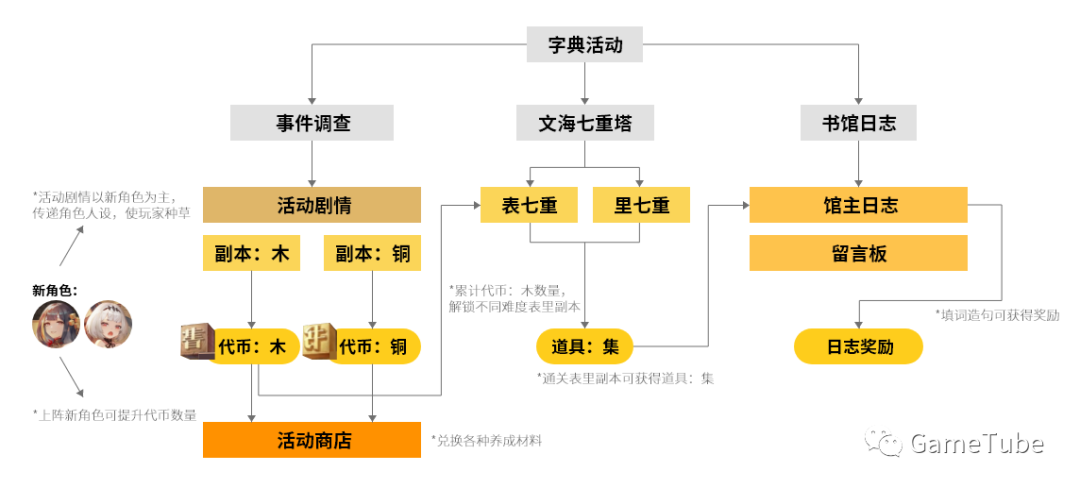 字典活动
事件调查
文海七重塔
书馆日志
*活动剧情以新角色为主，
传递角色人设，使玩家种草
活动剧情
表七重
里七重
馆主日志
副本：木
副本：铜
留言板
新角色：
*累计代币：木数量，
解锁不同难度表里副本
*填词造句可获得奖励
代币：木
代币：铜
道具：集
日志奖励
*通关表里副本可获得道具：集
*上阵新角色可提升代币数量
活动商店
*兑换各种养成材料
GameTube